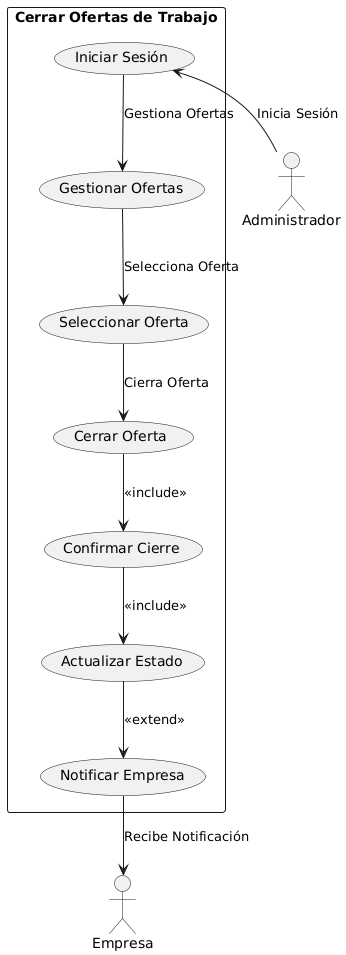 Cerrar Ofertas de Trabajo
Iniciar Sesión
Gestiona Ofertas
Inicia Sesión
Gestionar Ofertas
Administrador
Selecciona Oferta
Seleccionar Oferta
Cierra Oferta
Cerrar Oferta
«include»
Confirmar Cierre
«include»
Actualizar Estado
«extend»
Notificar Empresa
Recibe Notificación
Empresa